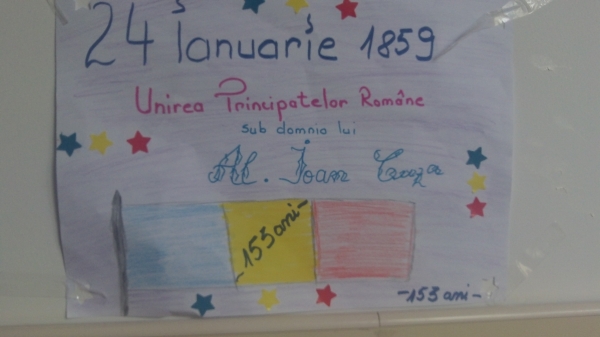 24 Ianuarie 1859
Unirea Principatelor Române
sub domnia lui
Al. Ioan Cuza
-153 ani-
-153 ani-